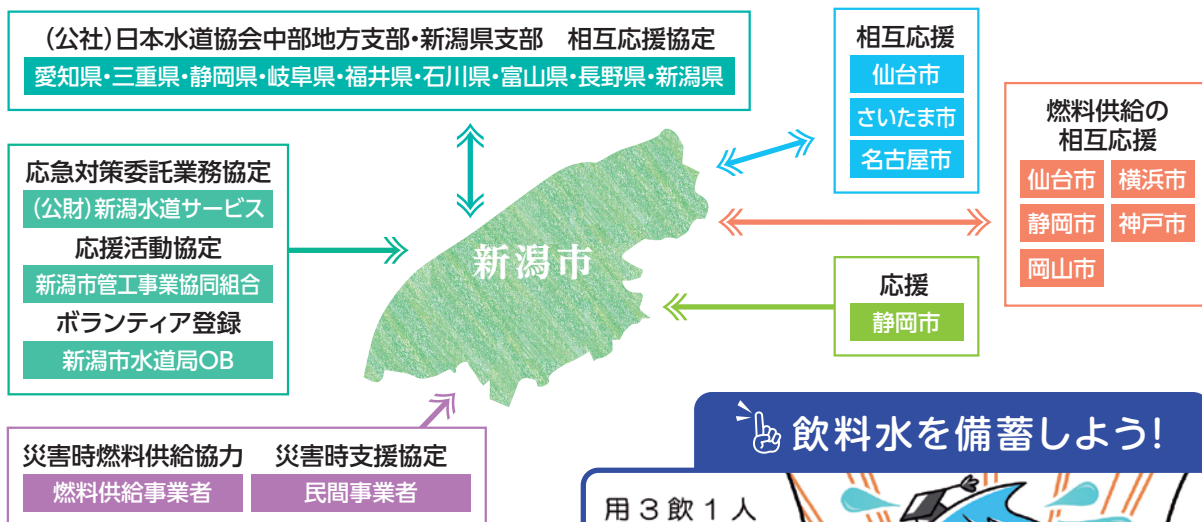 (公社)日本水道協会中部地方支部・新潟県支部　相互応援協定
愛知県・三重県・静岡県・岐阜県・福井県・石川県・富山県・長野県・新潟県
相互応援
仙台市
さいたま市
名古屋市
燃料供給の
相互応援
仙台市 横浜市
静岡市 神戸市
岡山市
応急対策委託業務協定
(公財)新潟水道サービス
応援活動協定
新潟市管工事業協同組合
ボランティア登録
新潟市水道局OB
新潟市
応援
静岡市
災害時燃料供給協力
燃料供給事業者
災害時支援協定
民間事業者
飲料水を備蓄しよう!
人
1
飲
3
用